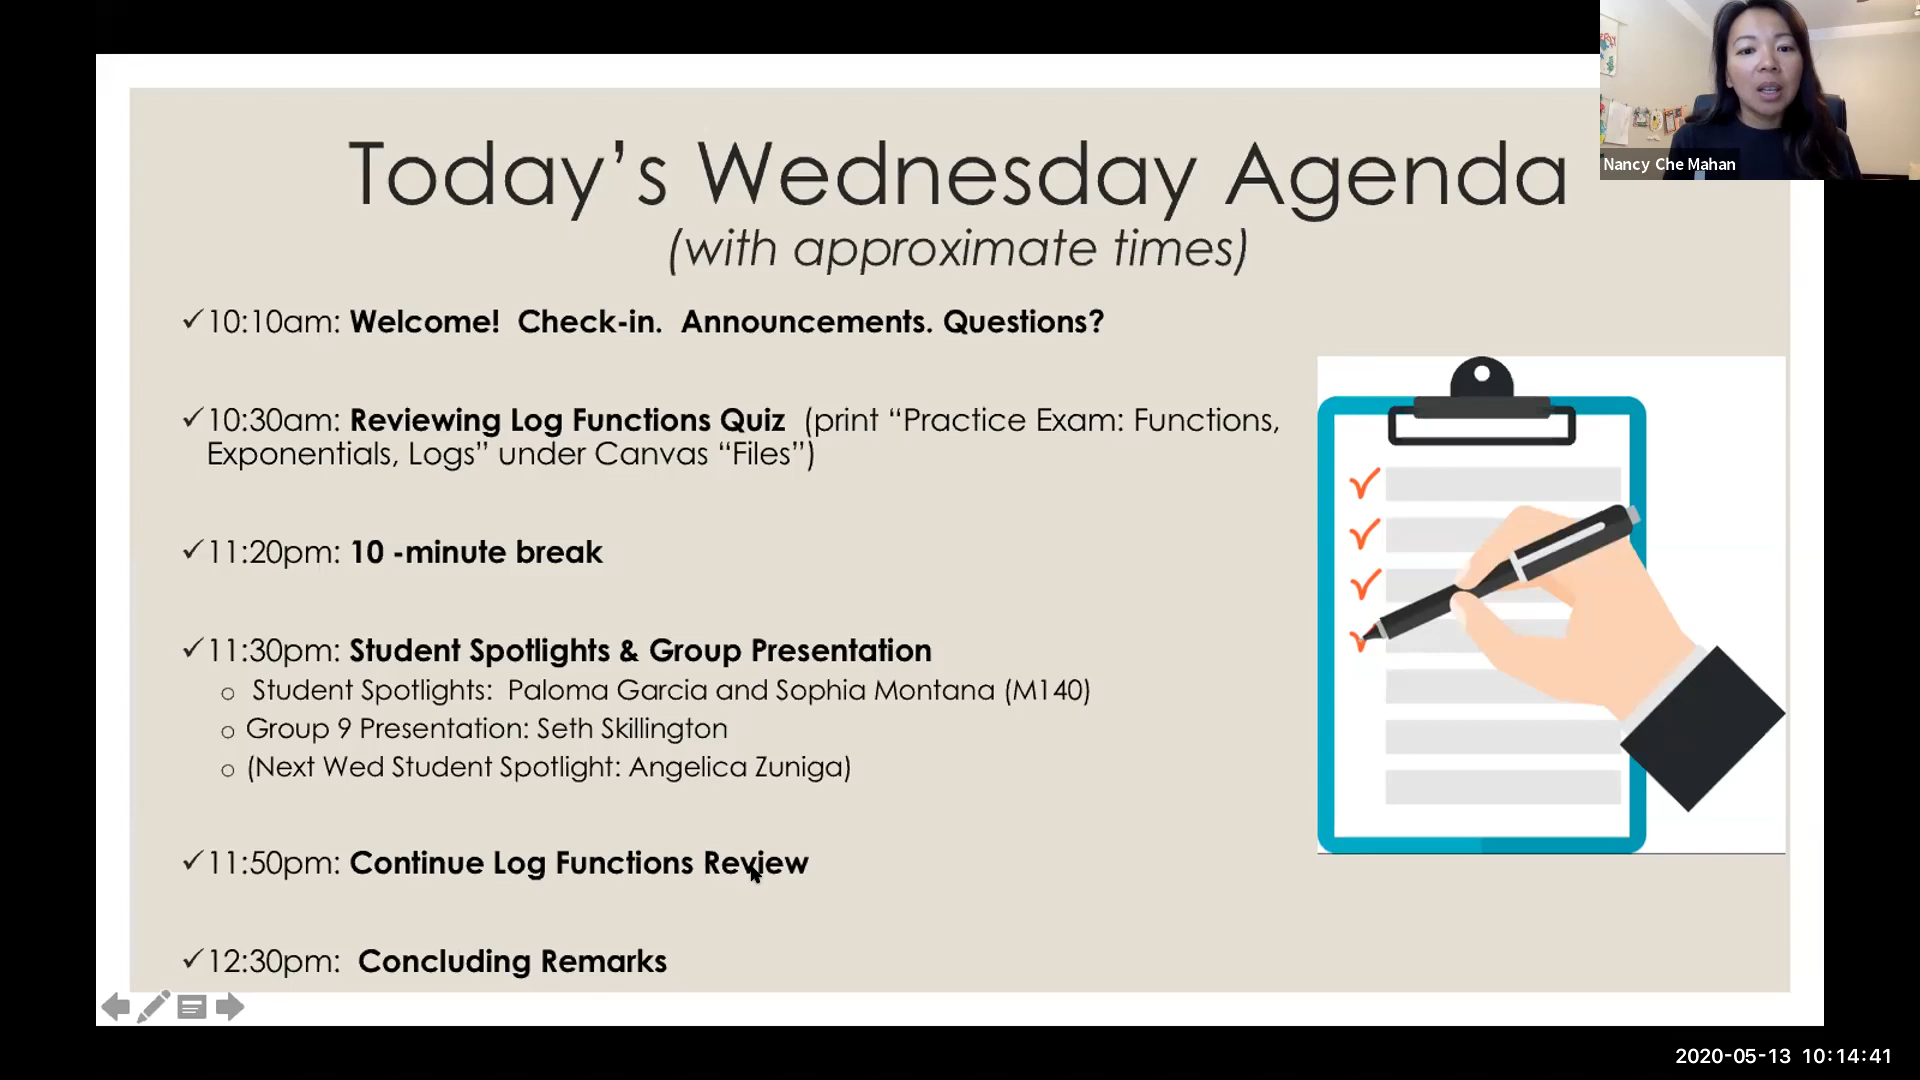 Today’s Wednesday Agenda
(with approximate times)
✓10:10am: Welcome!  Check-in.  Announcements. Questions?
✓10:30am: Reviewing Log Functions Quiz  (print “Practice Exam: Functions,
Exponentials, Logs” under Canvas “Files”)
✓11:20pm: 10 -minute break
✓11:30pm: Student Spotlights & Group Presentation
o Student Spotlights:  Paloma Garcia and Sophia Montana (M140)
o Group 9 Presentation: Seth Skillington
o (Next Wed Student Spotlight: Angelica Zuniga)
✓11:50pm: Continue Log Functions Review
✓12:30pm:  Concluding Remarks
Nancy Che Mahan
2020-05-13 10:14:41